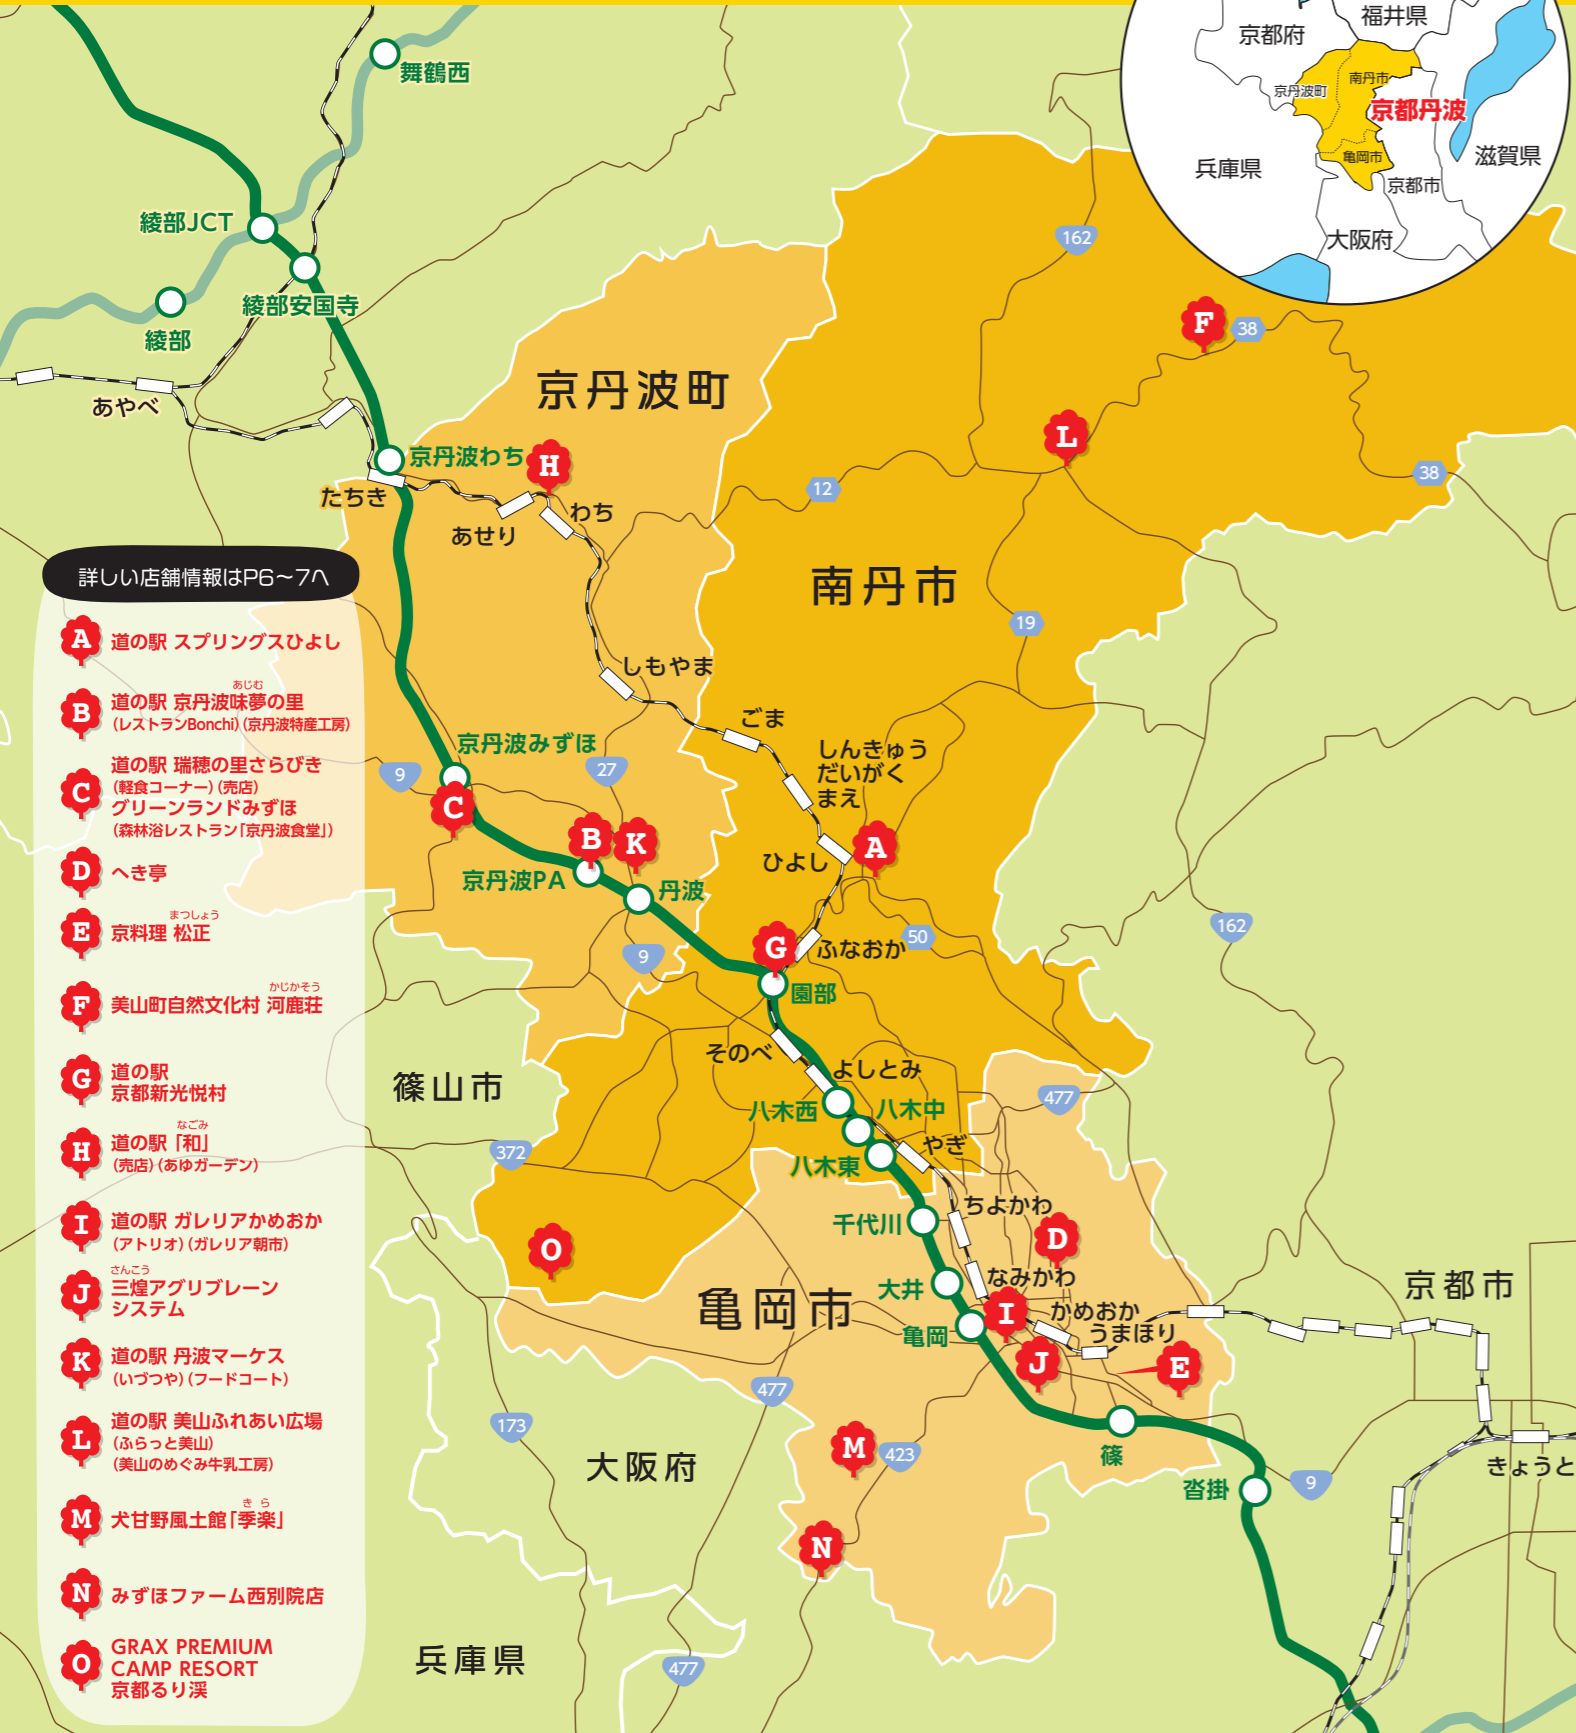 福井県
京都府
南丹市
京丹波町
京都丹波
滋賀県
亀岡市
兵庫県
京都市
大阪府
舞鶴西
綾部JCT
綾部安国寺
綾部
あやべ
162
F
38
京丹波町
L
38
京丹波わち
H
たちき
あせり
わち
12
南丹市
19
しもやま
ごま
しんきゅう
だいがく
まえ
京丹波みずほ
9
27
C
B
K
A
ひよし
京丹波PA
丹波
162
G
ふなおか
50
9
園部
そのべ
よしとみ
篠山市
477
八木西
八木中
372
八木東
やぎ
千代川
ちよかわ
D
O
大井
なみかわ
亀岡市
I
かめおか
うまほり
亀岡
J
E
京都市
477
173
M
423
大阪府
篠
沓掛
9
きょうと
N
兵庫県
477
詳しい店舗情報はP6〜7へ
A
道の駅 スプリングスひよし
B
あじむ
道の駅 京丹波味夢の里
(レストランBonchi)(京丹波特産工房)
C
道の駅 瑞穂の里さらびき
(軽食コーナー)(売店)
グリーンランドみずほ
(森林浴レストラン「京丹波食堂」)
D
へき亭
E
まつしょう
京料理 松正
F
かじかそう
美山町自然文化村 河鹿荘
G
道の駅
京都新光悦村
H
なごみ
道の駅「和」
(売店)(あゆガーデン)
I
道の駅 ガレリアかめおか
(アトリオ)(ガレリア朝市)
J
さんこう
三煌アグリブレーン
システム
K
道の駅 丹波マーケス
(いづつや)(フードコート)
L
道の駅 美山ふれあい広場
(ふらっと美山)
(美山のめぐみ牛乳工房)
M
きら
犬甘野風土館「季楽」
N
みずほファーム西別院店
O
GRAX PREMIUM
CAMP RESORT
京都るり渓